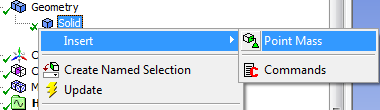 Geometry
Solid
Insert
Point Mass
Create Named Selection
Commands
Update